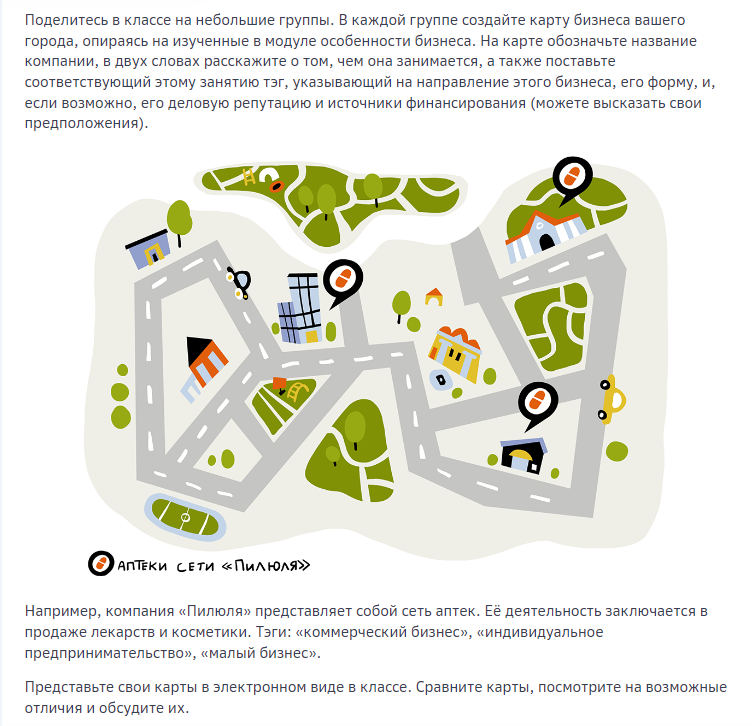 Поделитесь в классе на небольшие группы. В каждой группе создайте карту бизнеса вашего
города, опираясь на изученные в модуле особенности бизнеса. На карте обозначьте название
компании, в двух словах расскажите о том, чем она занимается, а также поставьте
соответствующий этому занятию тэг, указывающий на направление этого бизнеса, его форму, и,
если возможно, его деловую репутацию и источники финансирования (можете высказать свои
предположения).
АПТЕКИ СЕТИ «ПИЛЮЛЯ»
Например, компания «Пилюля» представляет собой сеть аптек. Её деятельность заключается в
продаже лекарств и косметики. Тэги: «коммерческий бизнес», «индивидуальное
предпринимательство», «малый бизнес».
Представьте свои карты в электронном виде в классе. Сравните карты, посмотрите на возможные
отличия и обсудите их.